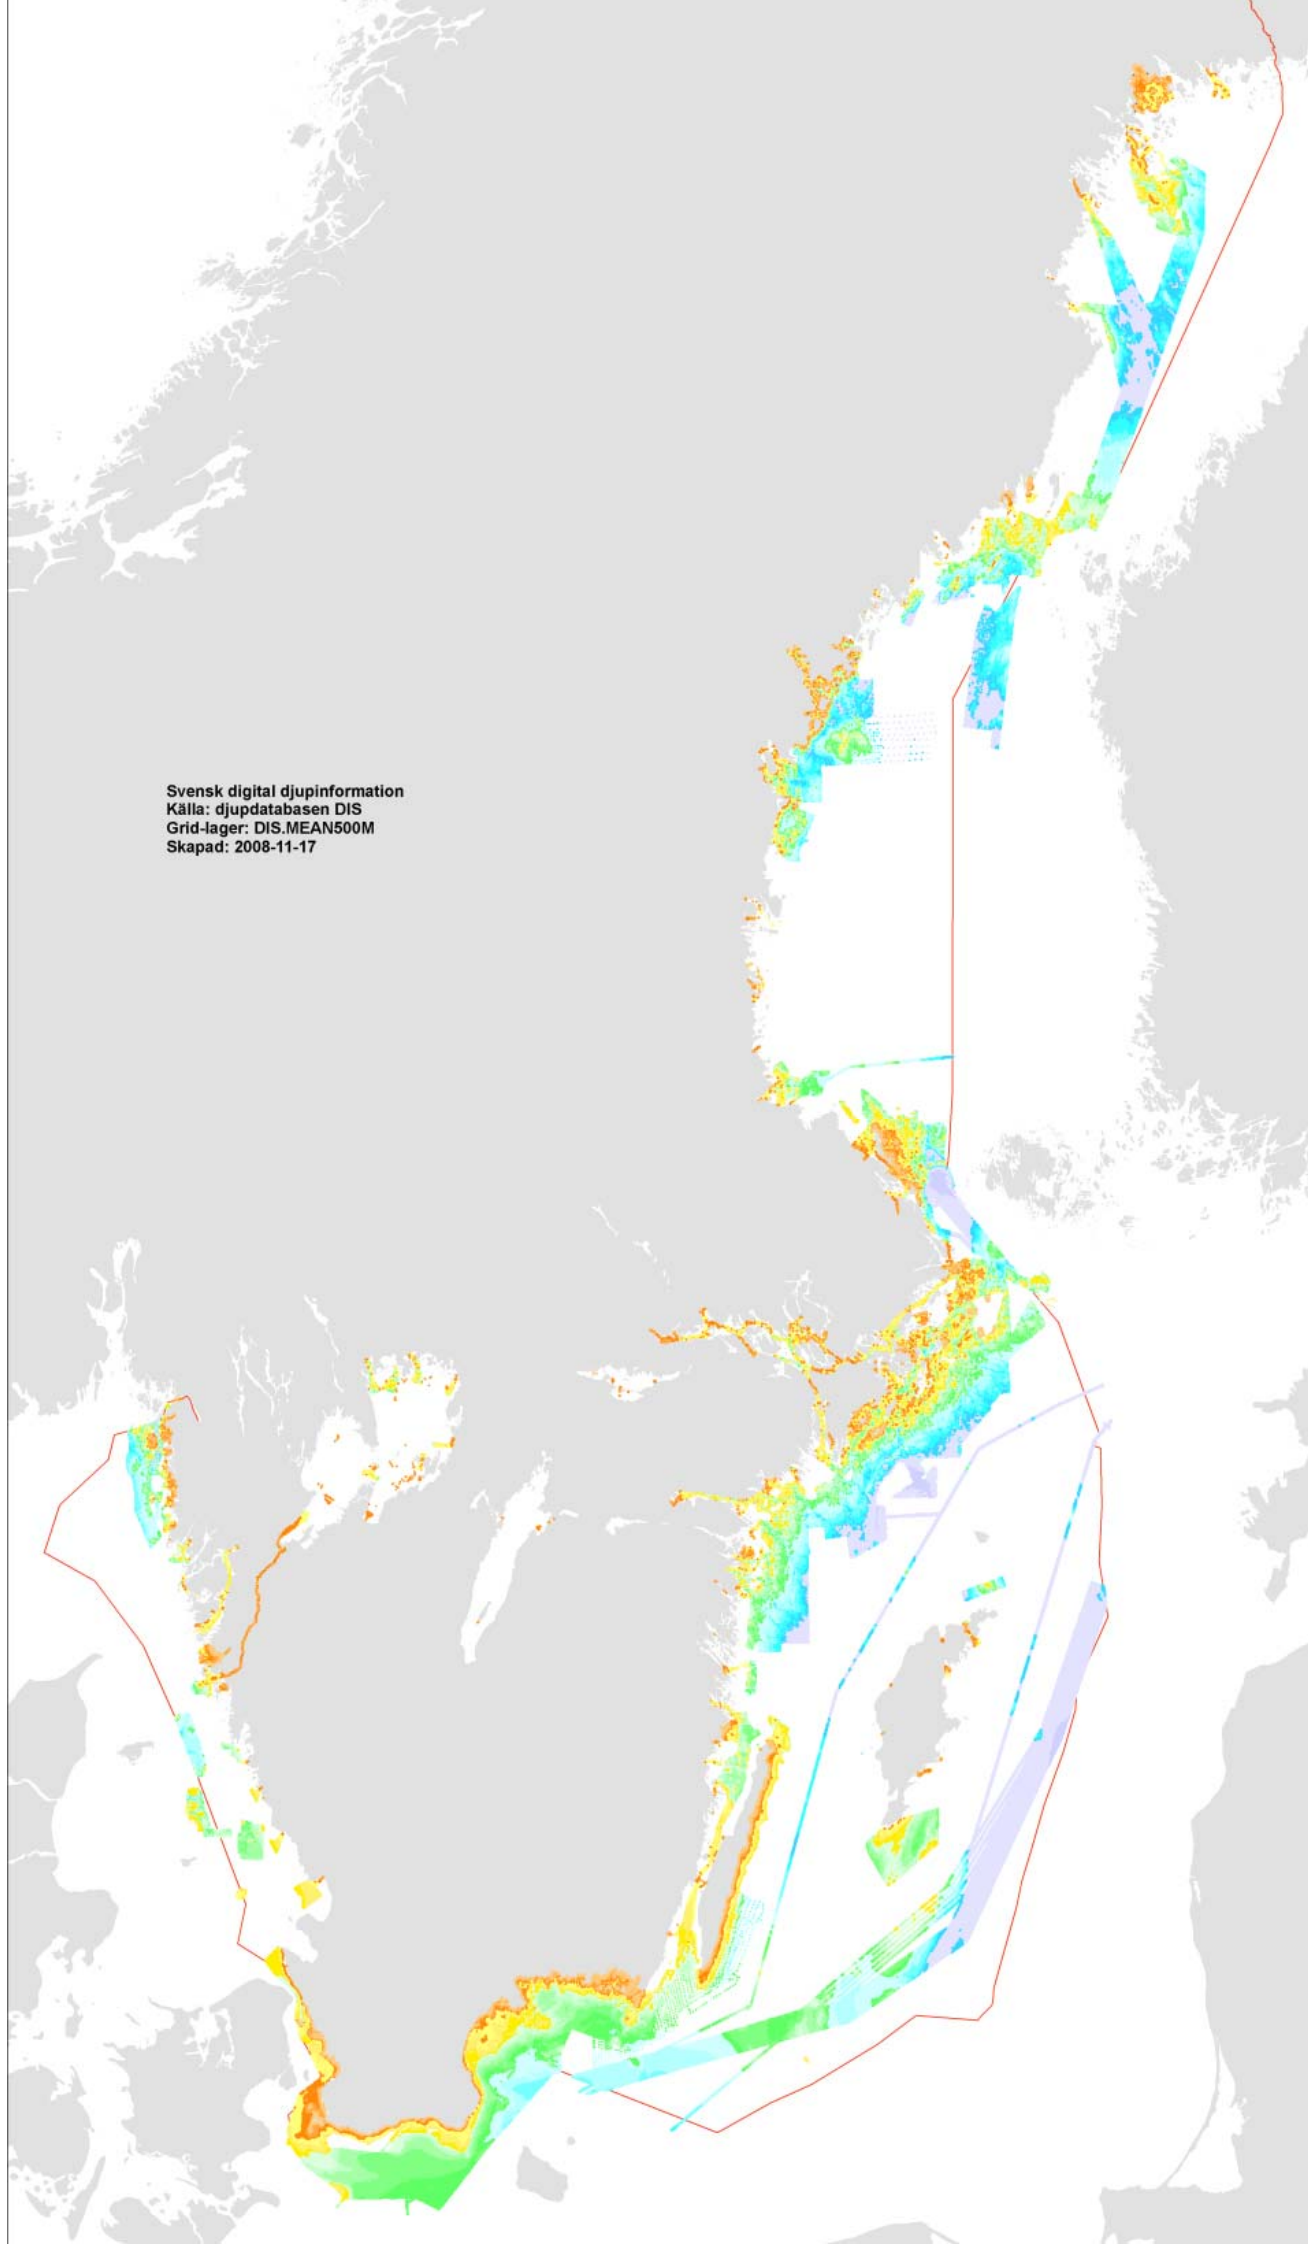 Svensk digital djupinformation
Källa: djupdatabasen DIS
Grid-lager: DIS.MEAN500M
Skapad: 2008-11-17